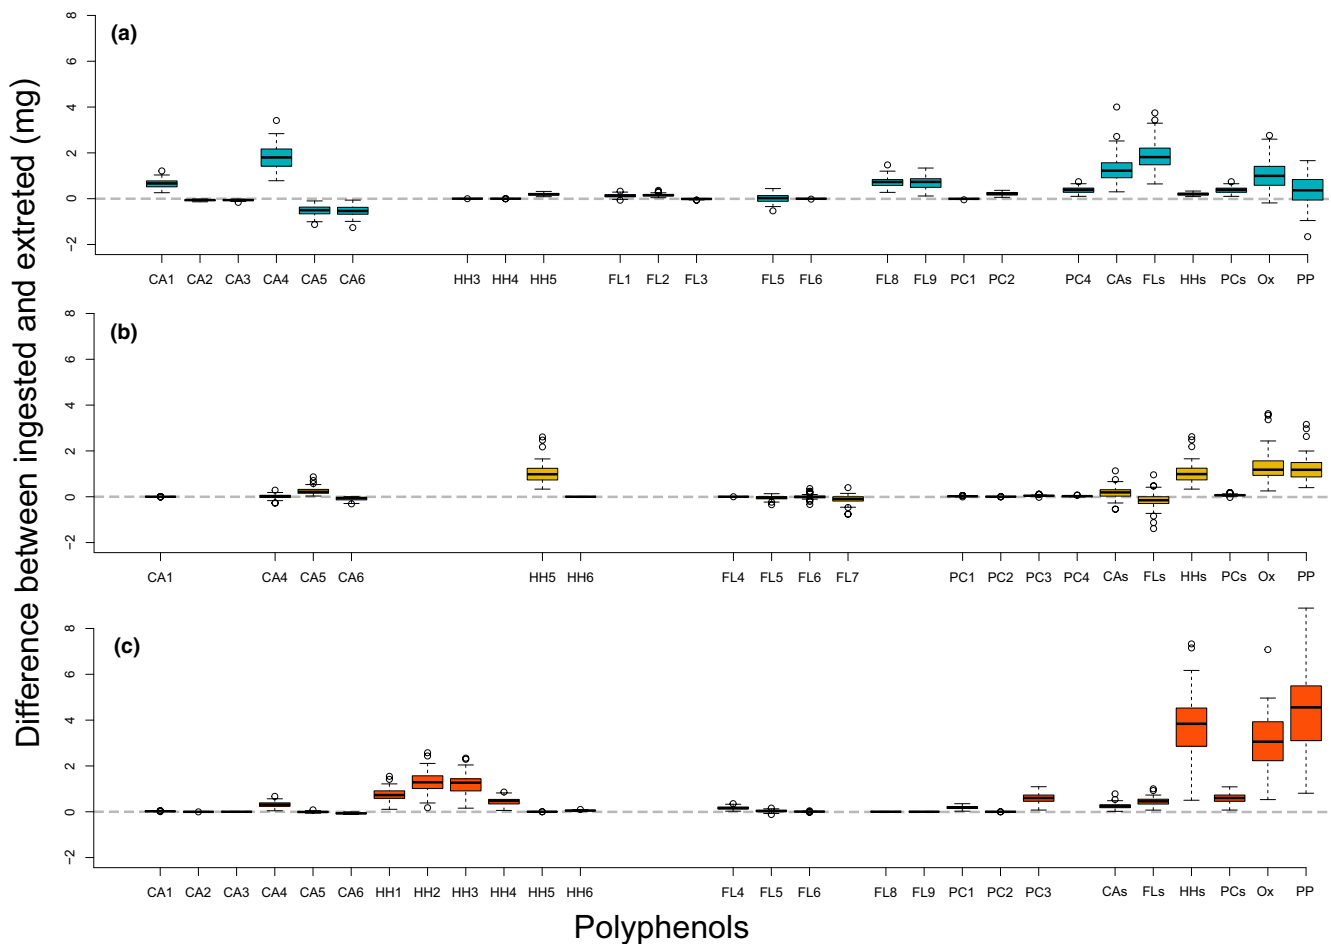 Difference between ingested and extreted (mg)
(a)
8
6
4
2
0
−2
CA1 CA2 CA3 CA4 CA5 CA6 HH3 HH4 HH5 FL1 FL2 FL3 FL5 FL6 FL8 FL9 PC1 PC2 PC4 CAs FLs HHs PCs Ox PP
(b)
8
6
4
2
0
−2
CA1 CA4 CA5 CA6 HH5 HH6 FL4 FL5 FL6 FL7 PC1 PC2 PC3 PC4 CAs FLs HHs PCs Ox PP
(c)
8
6
4
2
0
−2
CA1 CA2 CA3 CA4 CA5 CA6 HH1 HH2 HH3 HH4 HH5 HH6 FL4 FL5 FL6 FL8 FL9 PC1 PC2 PC3 CAs FLs HHs PCs Ox PP
Polyphenols